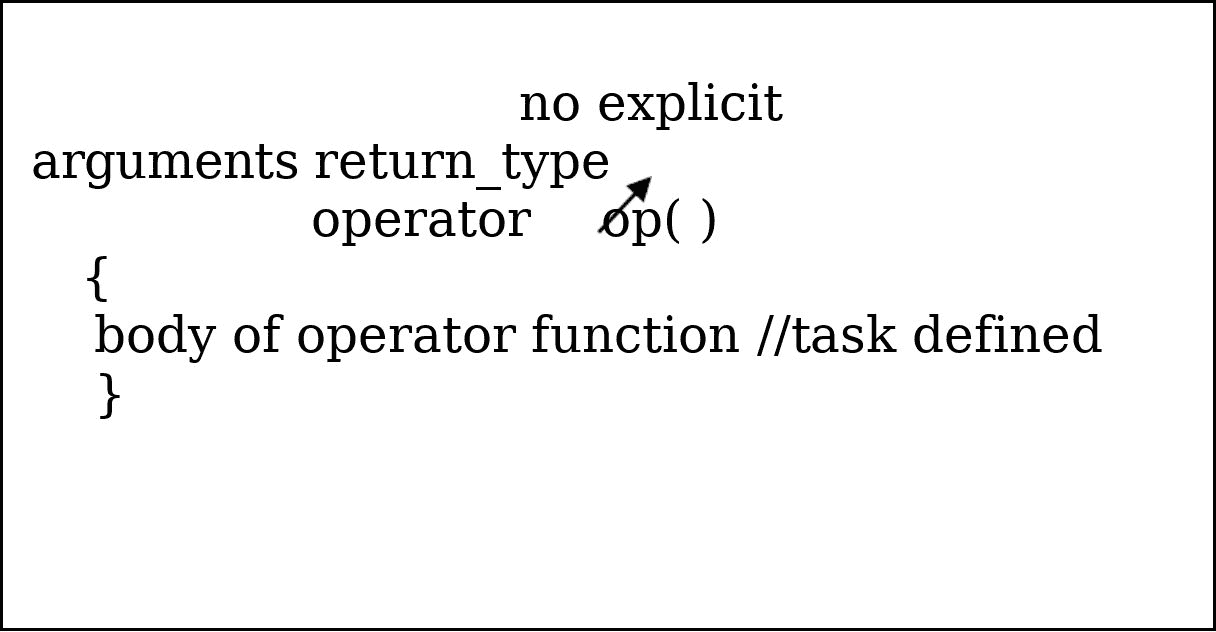 no explicit
arguments return_type
operator op( )
{
body of operator function //task defined
}